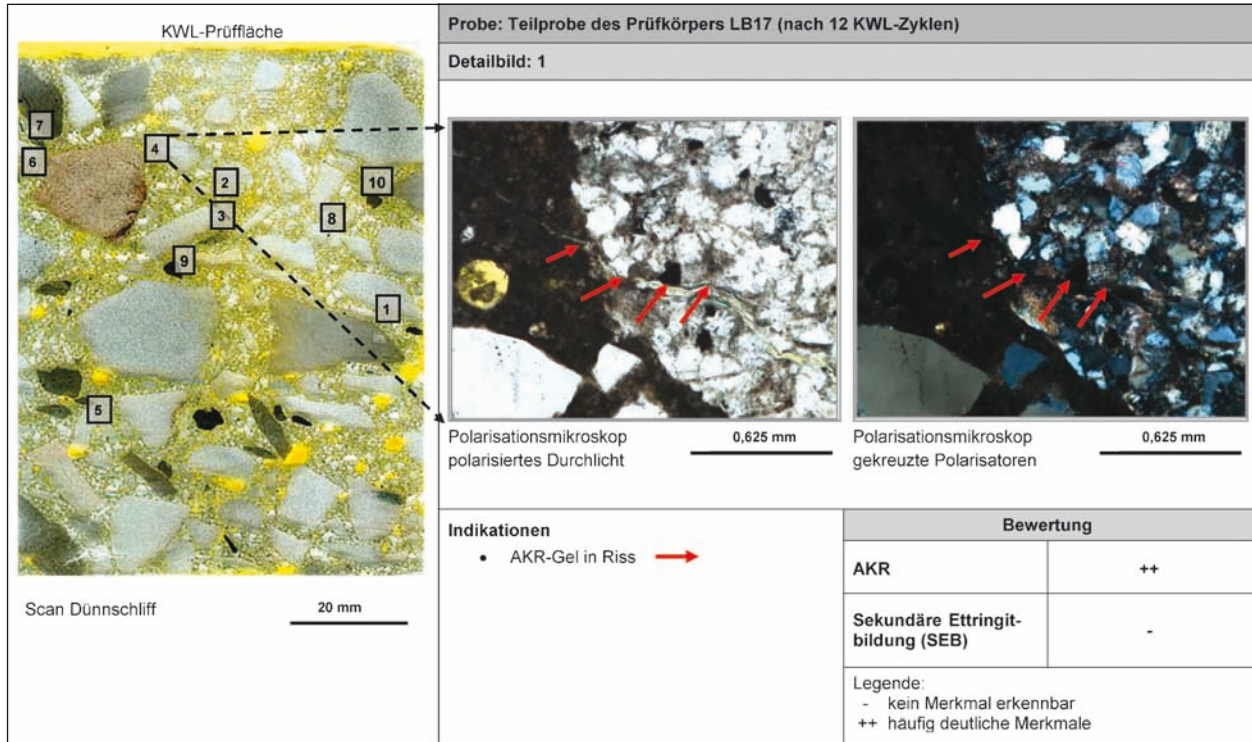 KWL-Prüffläche
7
6
4
2
3
10
8
9
1
5
Scan Dünnschliff
20 mm
Probe: Teilprobe des Prüfkörpers LB17 (nach 12 KWL-Zyklen)
Detailbild: 1
Polarisationsmikroskop
polarisiertes Durchlicht
0,625 mm
Polarisationsmikroskop
gekreuzte Polarisatoren
0,625 mm
Indikationen
• AKR-Gel in Riss
Bewertung
AKR ++
Sekundäre Ettringit-
bildung (SEB) -
Legende:
- kein Merkmal erkennbar
++ häufig deutliche Merkmale